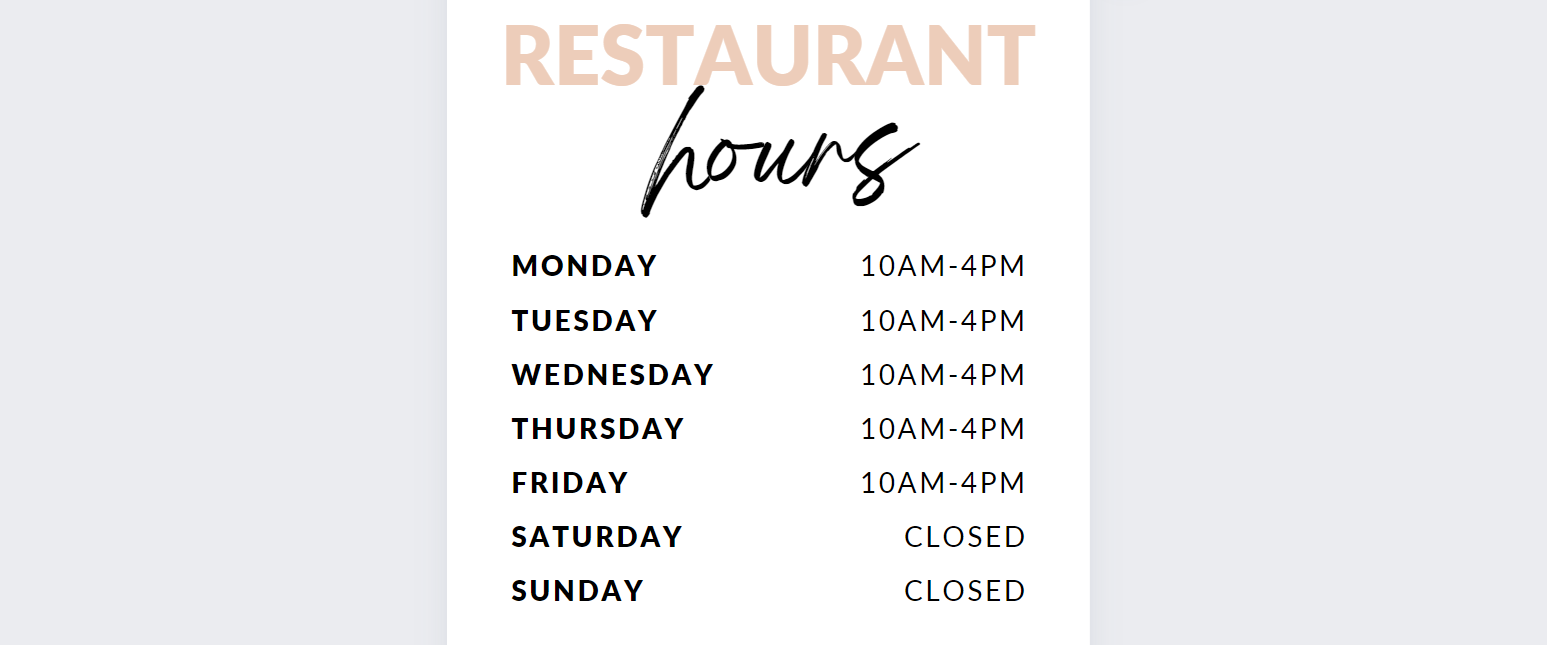 RESTAURANT
hours
MONDAY 10AM-4PM
TUESDAY 10AM-4PM
WEDNESDAY 10AM-4PM
THURSDAY 10AM-4PM
FRIDAY 10AM-4PM
SATURDAY CLOSED
SUNDAY CLOSED